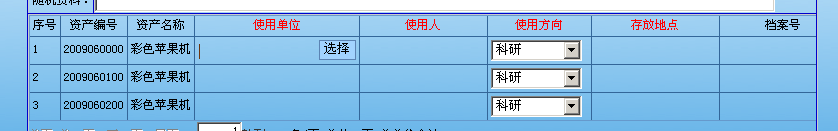 随机资料：
序号 资产编号 资产名称 使用单位 使用人 使用方向 存放地点 档案号
1 2009060000 彩色苹果机 选择 科研
2 2009060100 彩色苹果机 科研
3 2009060200 彩色苹果机 科研